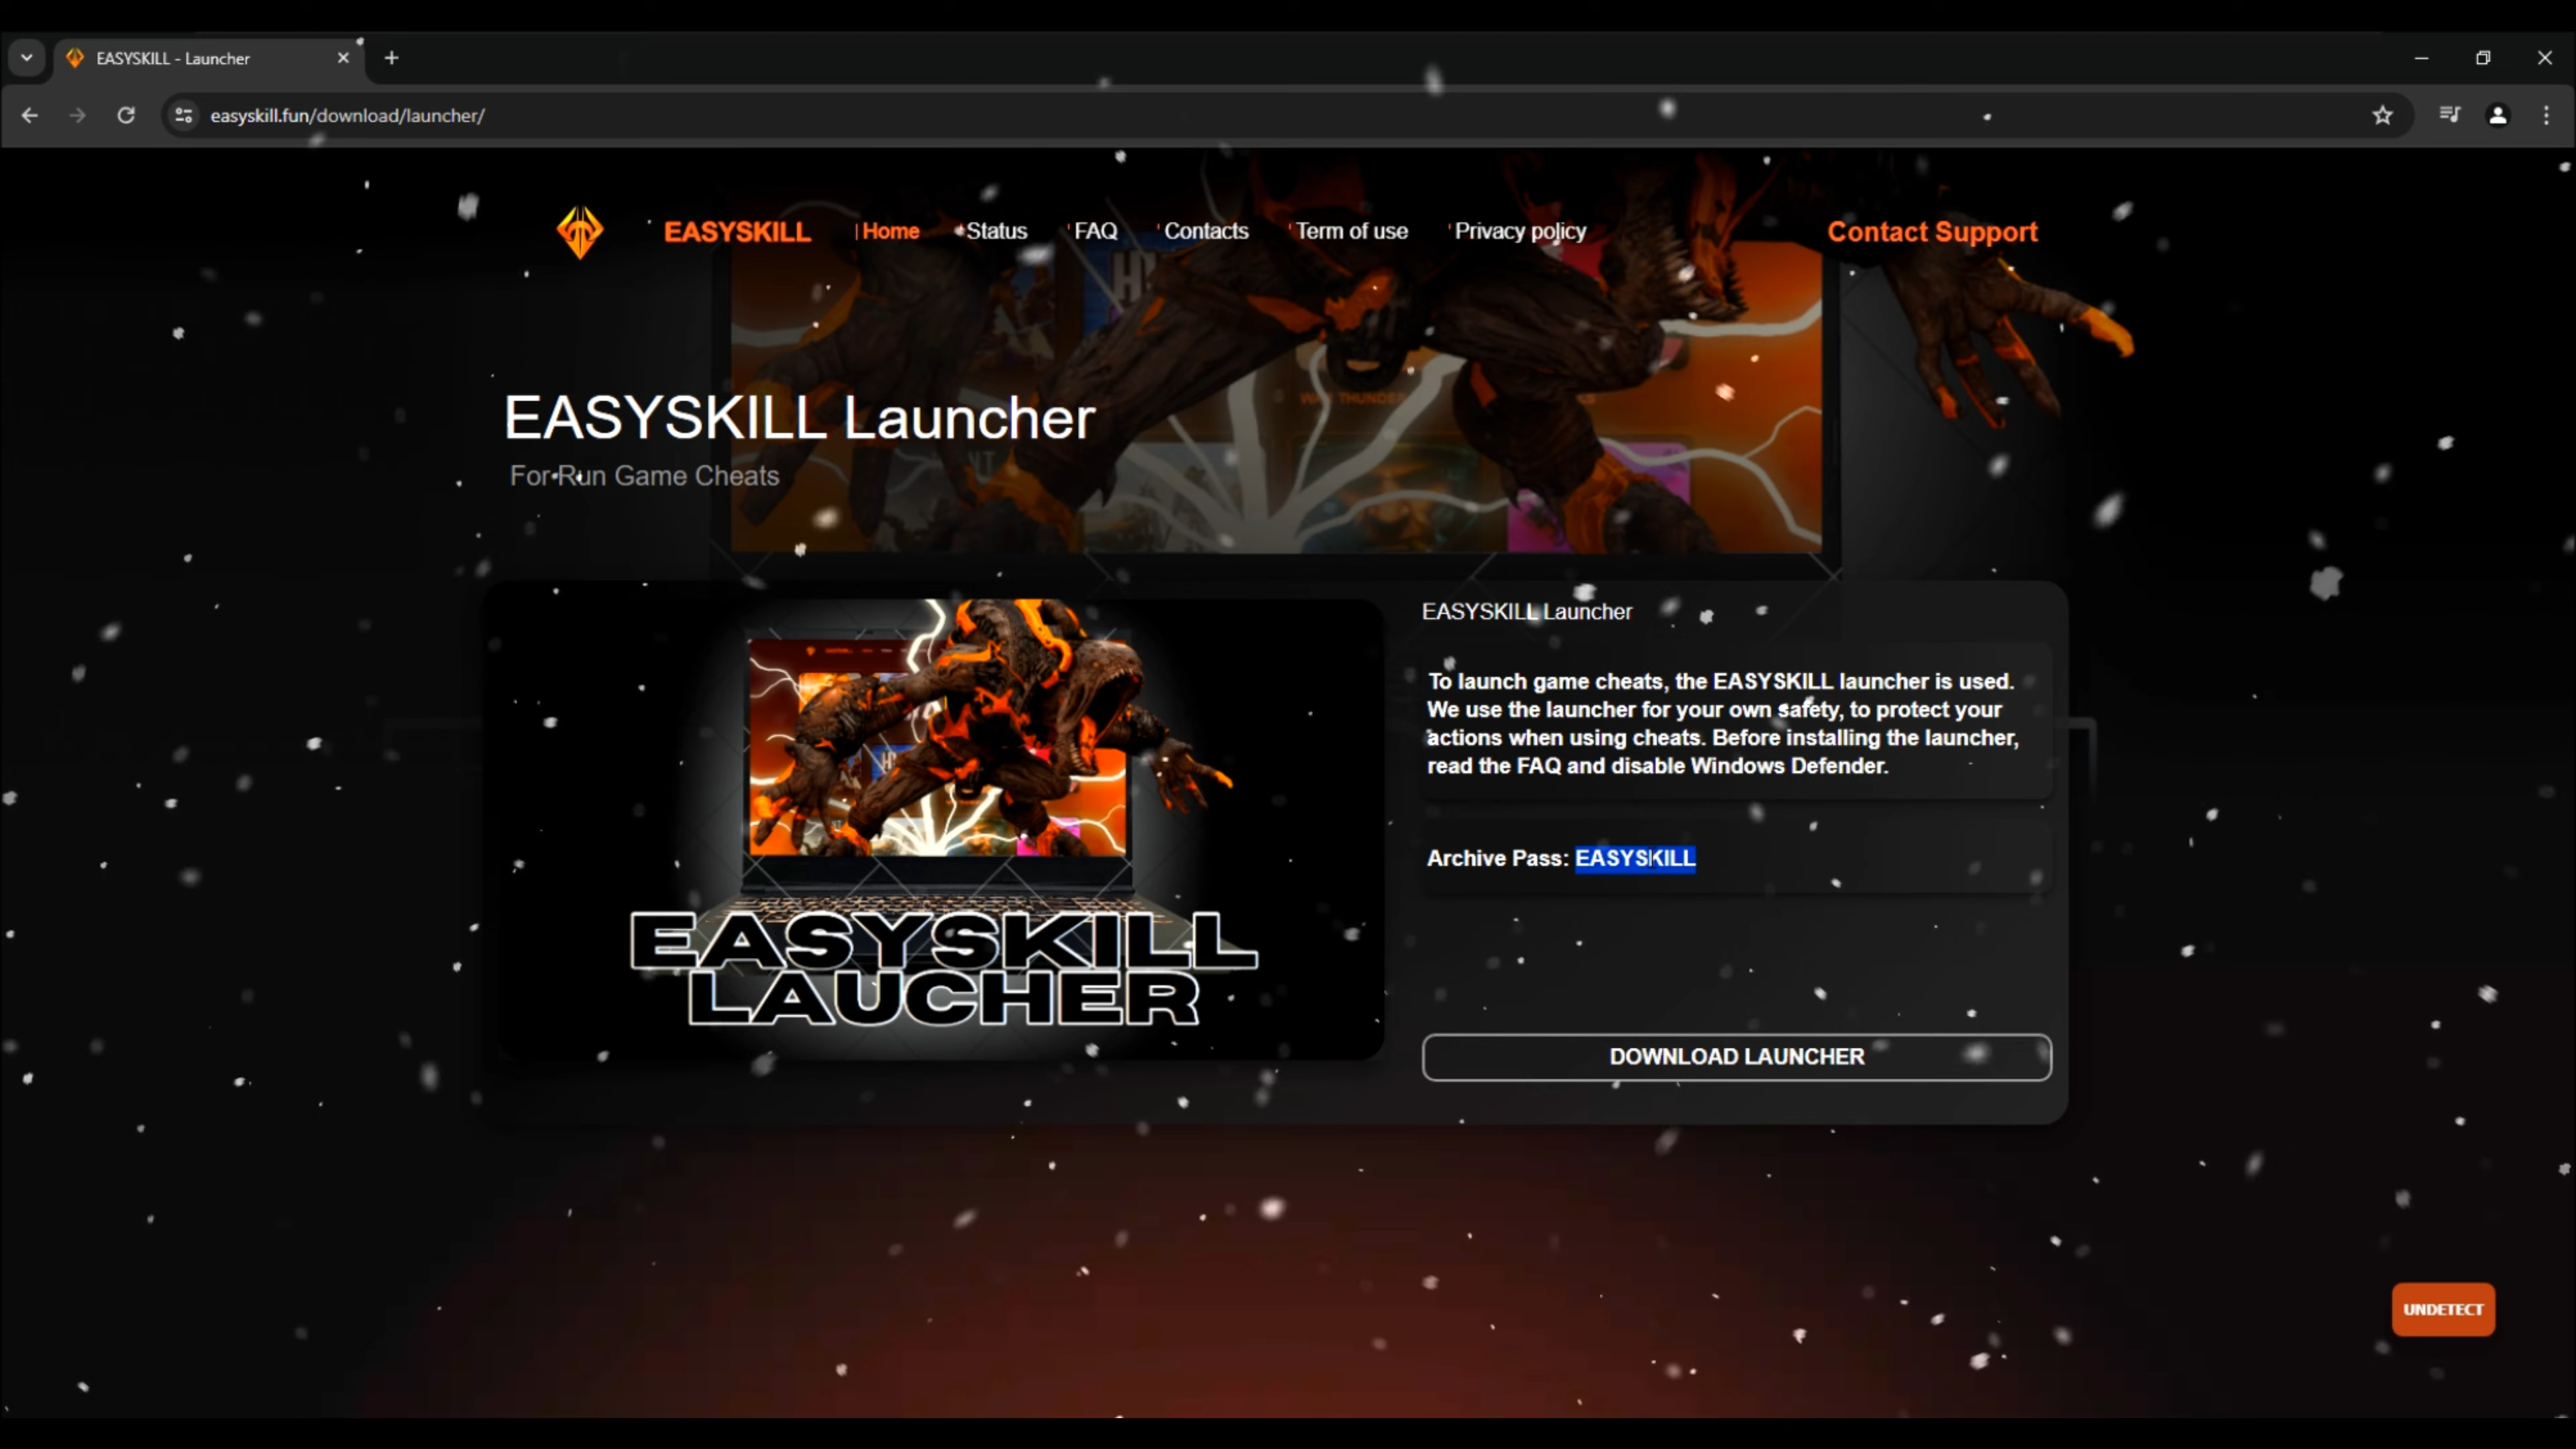 EASYSKILL - Launcher
easyskill.fun/download/launcher/
EASYSKILL
Home
Status
FAQ
Contacts
Term of use
Privacy policy
Contact Support
EASYSKILL Launcher
For Run Game Cheats
EASYSKILL
LAUCHER
EASYSKILL Launcher
To launch game cheats, the EASYSKILL launcher is used.
We use the launcher for your own safety, to protect your
actions when using cheats. Before installing the launcher,
read the FAQ and disable Windows Defender.
Archive Pass: EASYSKILL
DOWNLOAD LAUNCHER
UNDETECT